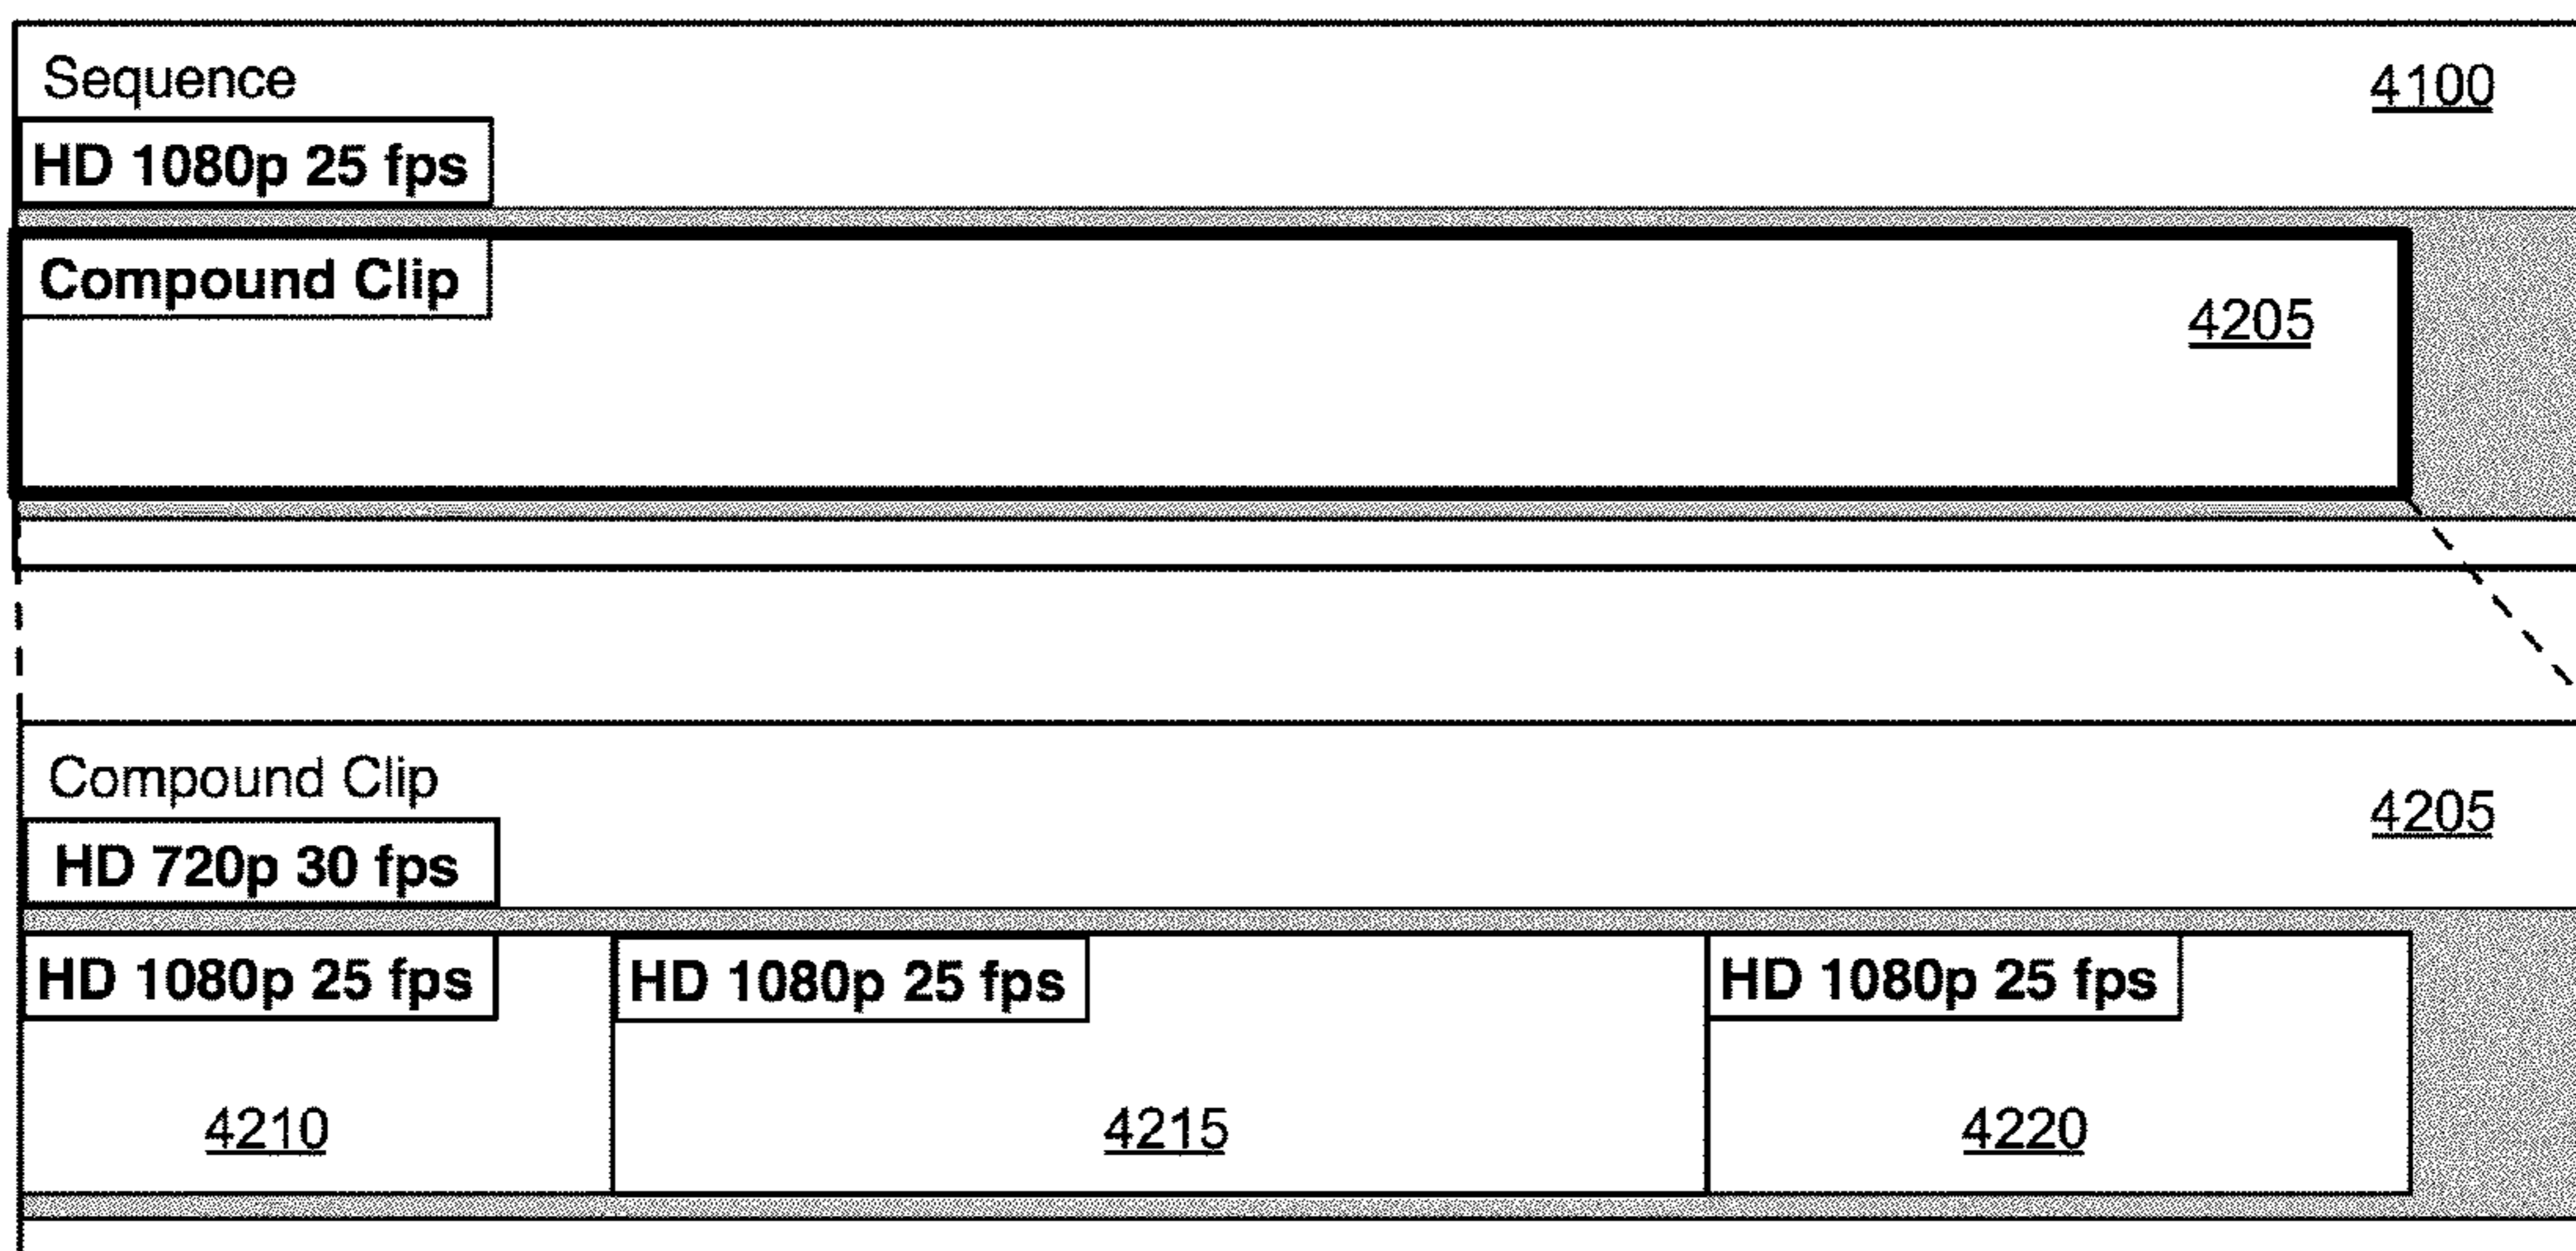 Sequence
4100
HD 1080p 25 fps
Compound Clip
4205
Compound Clip
4205
HD 720p 30 fps
HD 1080p 25 fps
HD 1080p 25 fps
HD 1080p 25 fps
4210
4215
4220